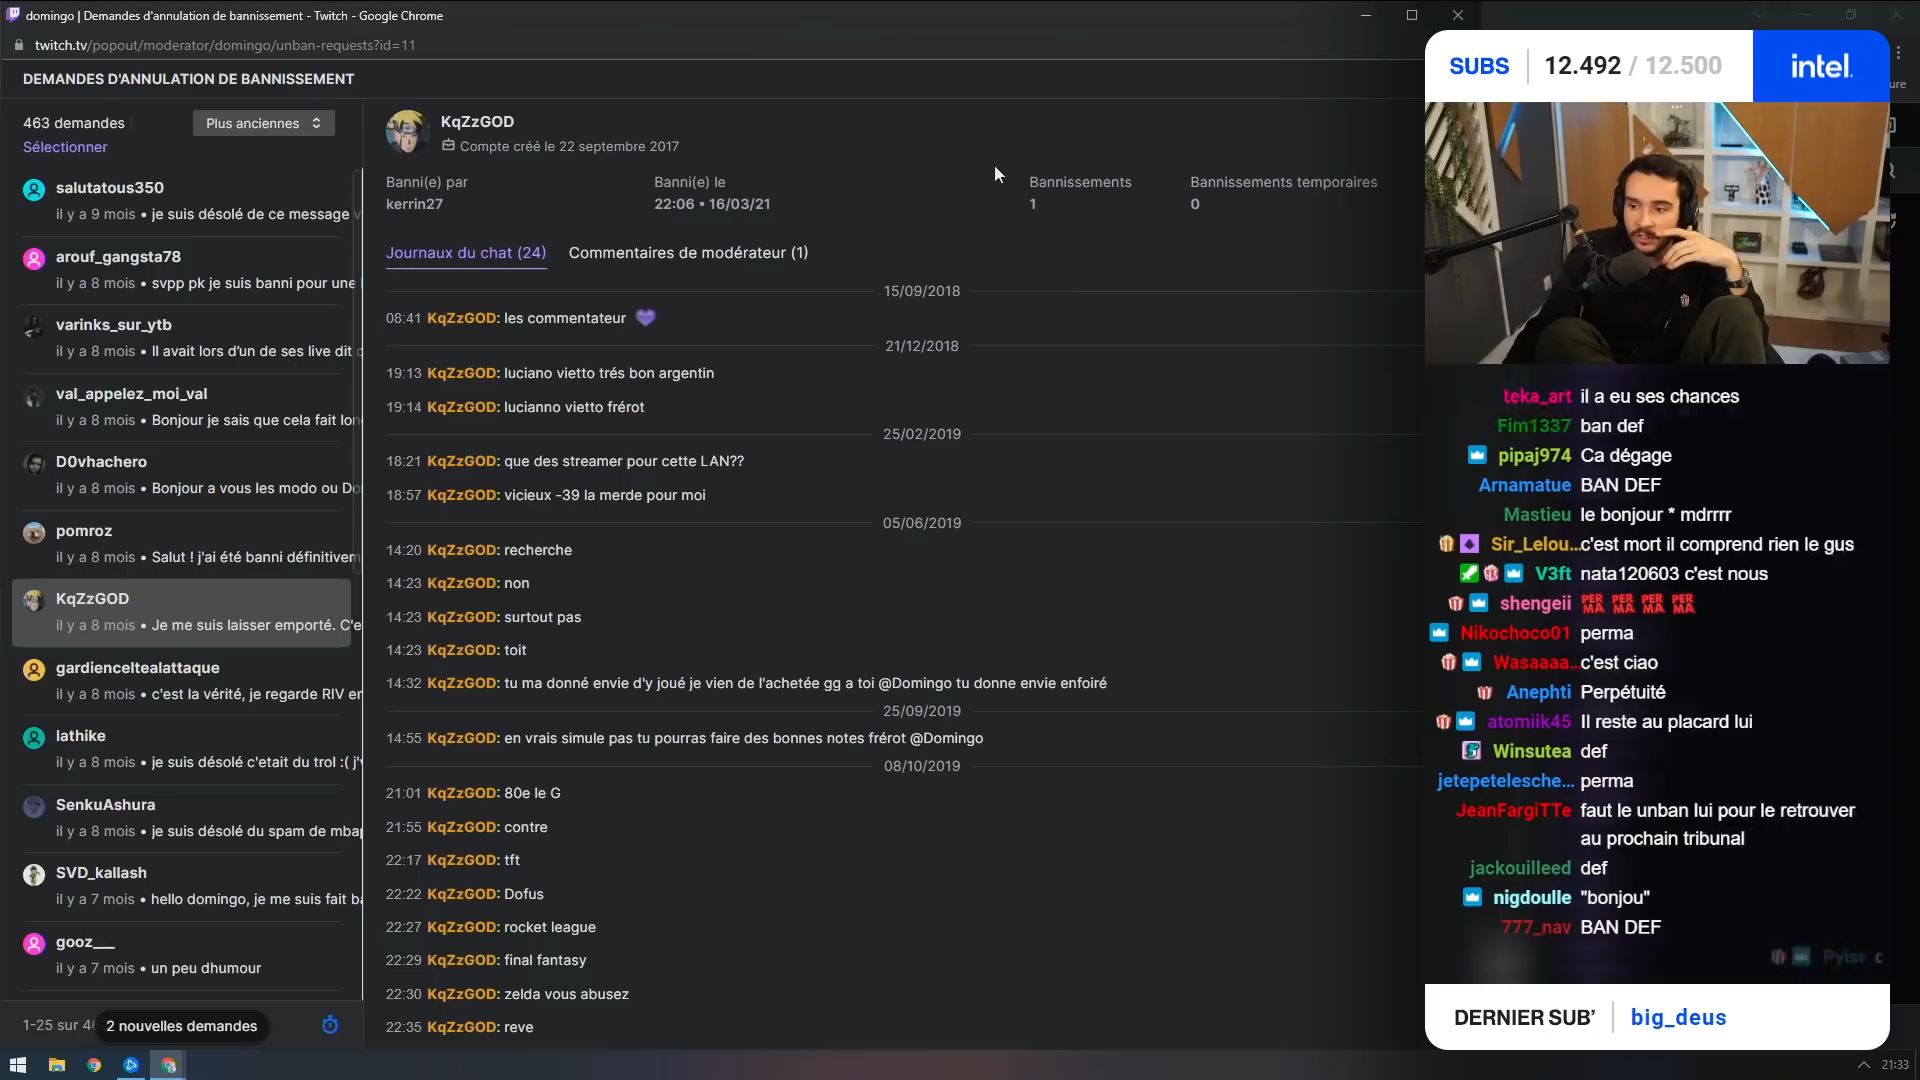 domingo | Demandes d'annulation de bannissement - Twitch - Google Chrome
twitch.tv/popout/moderator/domingo/unban-requests?id=11
DEMANDES D'ANNULATION DE BANNISSEMENT
463 demandes
Plus anciennes
Sélectionner
salutatous350
il y a 9 mois • je suis désolé de ce message
arouf_gangsta78
il y a 8 mois • svpp pk je suis banni pour une
varinks_sur_ytb
il y a 8 mois • Il avait lors d'un de ses live dit
val_appelez_moi_val
il y a 8 mois • Bonjour je sais que cela fait lon
D0vhachero
il y a 8 mois • Bonjour a vous les modo ou Do
pomroz
il y a 8 mois • Salut ! j'ai été banni définitivem
KqZzGOD
il y a 8 mois • Je me suis laisser emporté. C'e
gardienceltealattaque
il y a 8 mois • c'est la vérité, je regarde RIV er
lathike
il y a 8 mois • je suis désolé c'etait du trol :( j'
SenkuAshura
il y a 8 mois • je suis désolé du spam de mba
SVD_kallash
il y a 7 mois • hello domingo, je me suis fait ba
gooz___
il y a 7 mois • un peu dhumour
1-25 sur 4
2 nouvelles demandes
KqZzGOD
Compte créé le 22 septembre 2017
Banni(e) par
kerrin27
Banni(e) le
22:06 • 16/03/21
Bannissements
1
Bannissements temporaires
0
Journaux du chat (24)
Commentaires de modérateur (1)
15/09/2018
08:41 KqZzGOD: les commentateur
21/12/2018
19:13 KqZzGOD: luciano vietto trés bon argentin
19:14 KqZzGOD: lucianno vietto frérot
25/02/2019
18:21 KqZzGOD: que des streamer pour cette LAN??
18:57 KqZzGOD: vicieux -39 la merde pour moi
05/06/2019
14:20 KqZzGOD: recherche
14:23 KqZzGOD: non
14:23 KqZzGOD: surtout pas
14:23 KqZzGOD: toit
14:32 KqZzGOD: tu ma donné envie d'y joué je vien de l'achetée gg a toi @Domingo tu donne envie enfoiré
25/09/2019
14:55 KqZzGOD: en vrais simule pas tu pourras faire des bonnes notes frérot @Domingo
08/10/2019
21:01 KqZzGOD: 80e le G
21:55 KqZzGOD: contre
22:17 KqZzGOD: tft
22:22 KqZzGOD: Dofus
22:27 KqZzGOD: rocket league
22:29 KqZzGOD: final fantasy
22:30 KqZzGOD: zelda vous abusez
22:35 KqZzGOD: reve
SUBS 12.492 / 12.500
intel.
ure
teka_art il a eu ses chances
Fim1337 ban def
pipaj974 Ca dégage
Arnamatue BAN DEF
Mastieu le bonjour * mdrrrr
Sir_Lelou...c'est mort il comprend rien le gus
V3ft nata120603 c'est nous
shengeii PERMA PERMA PERMA PERMA
Nikochoco01 perma
Wasaaaa...c'est ciao
Anephti Perpétuité
atomiik45 Il reste au placard lui
Winsutea def
jetepetelesche... perma
JeanFargiTTe faut le unban lui pour le retrouver
au prochain tribunal
jackouilleed def
nigdoulle "bonjou"
777_nav BAN DEF
DERNIER SUB' big_deus
21:33